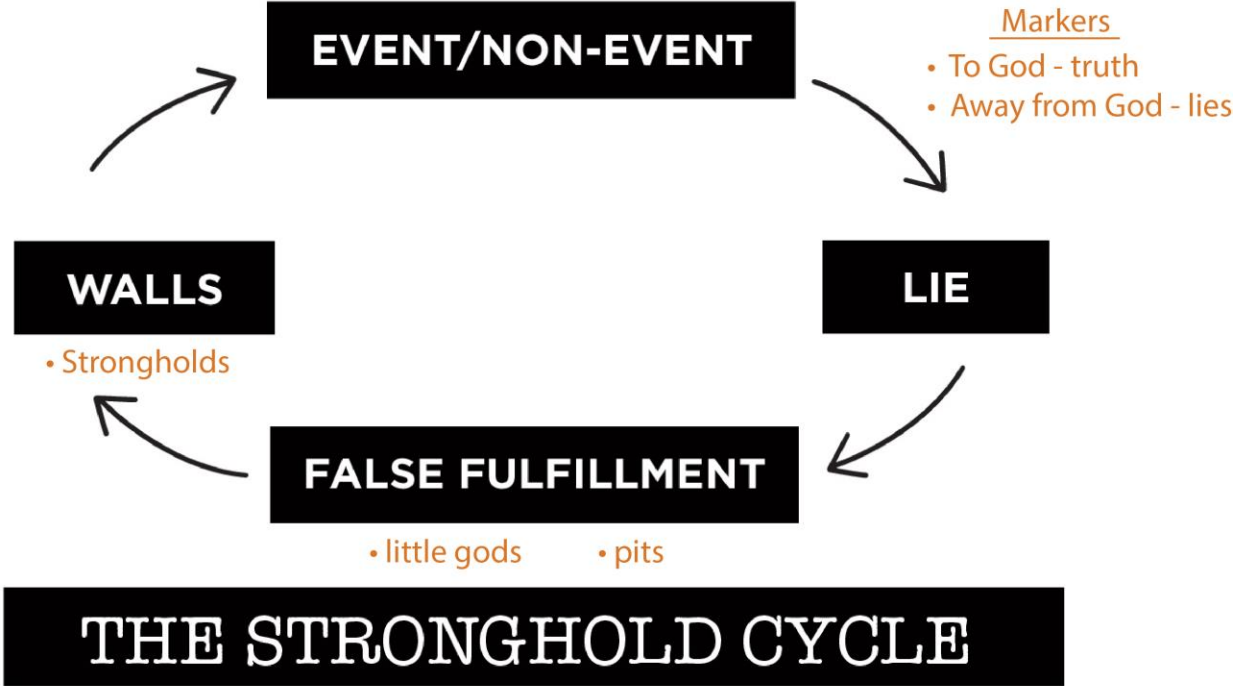 EVENT/NON-EVENT
Markers
• To God - truth
• Away from God - lies
LIE
WALLS
• Strongholds
FALSE FULFILLMENT
• little gods • pits
THE STRONGHOLD CYCLE